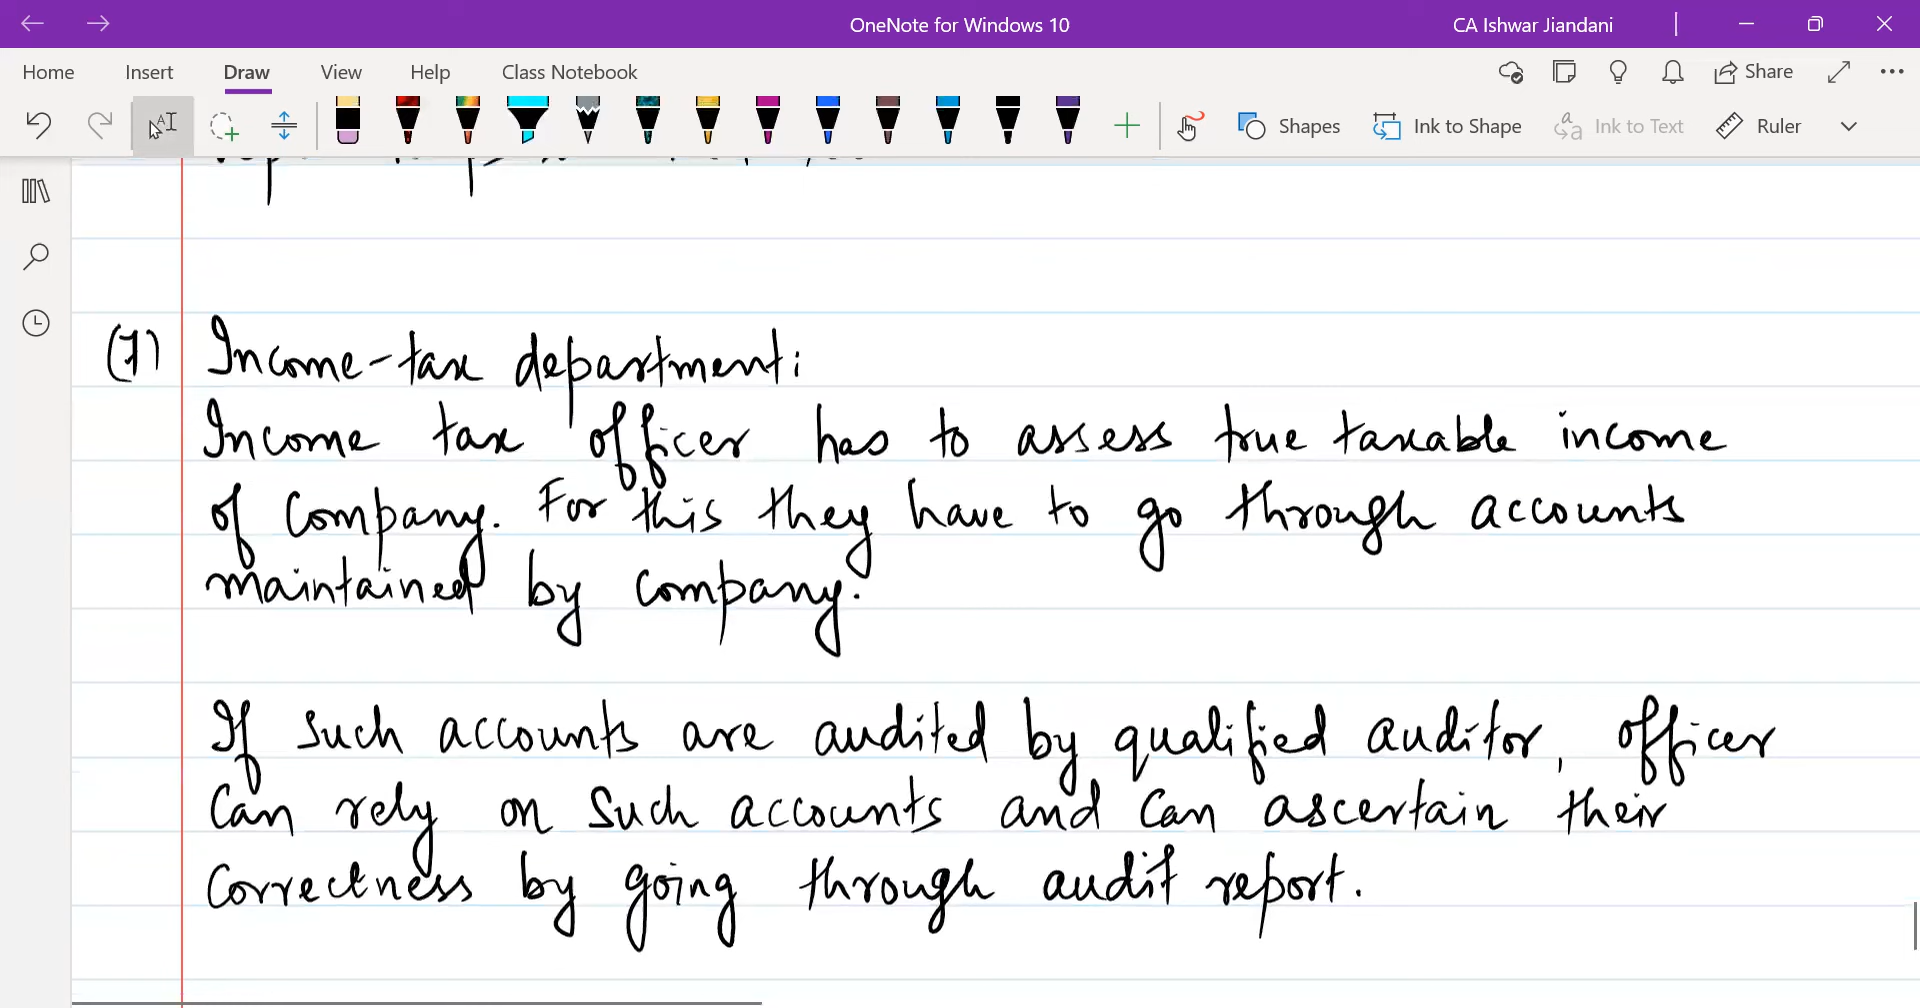 OneNote for Windows 10
CA Ishwar Jiandani
Home Insert Draw View Help Class Notebook
Share
Shapes Ink to Shape Ink to Text Ruler
(7) Income-tax department:
Income tax officer has to assess true taxable income
of Company. For this they have to go through accounts
maintained by company.
If such accounts are audited by qualified auditor, officer
Can rely on such accounts and can ascertain their
correctness by going through audit report.